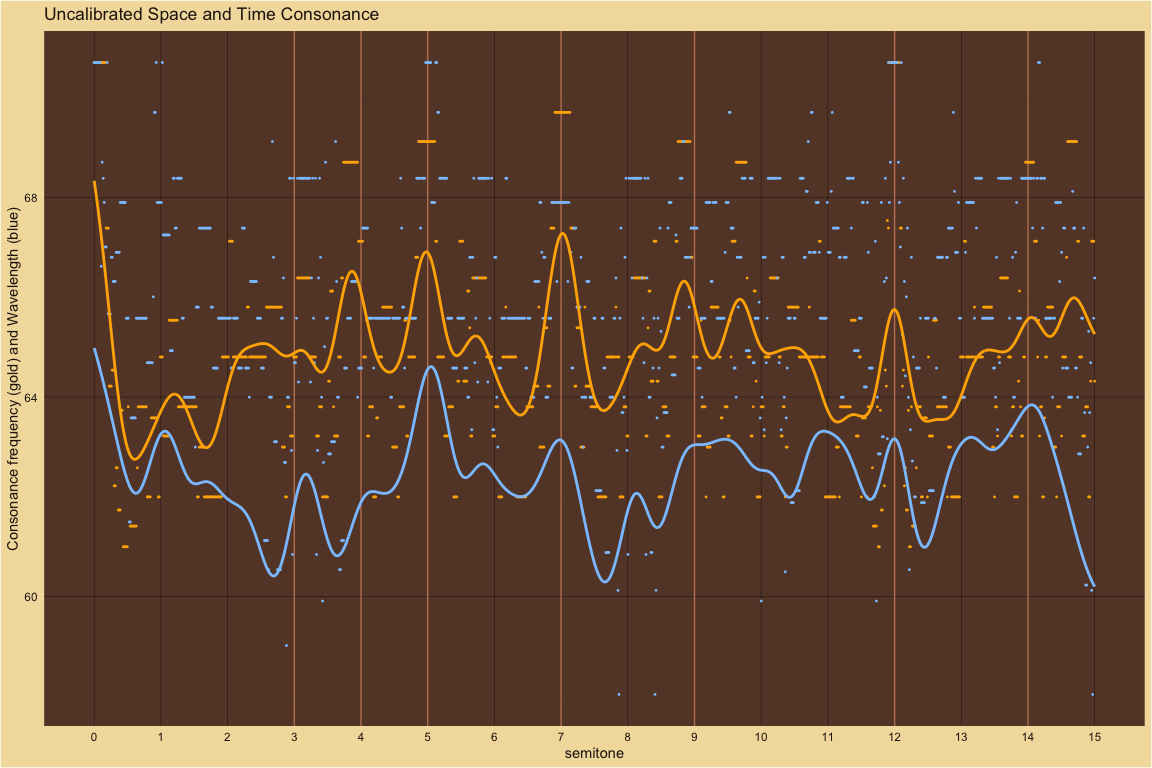 Uncalibrated Space and Time Consonance
Consonance frequency (gold) and Wavelength (blue)
68
64
60
0 1 2 3 4 5 6 7 8 9 10 11 12 13 14 15
semitone